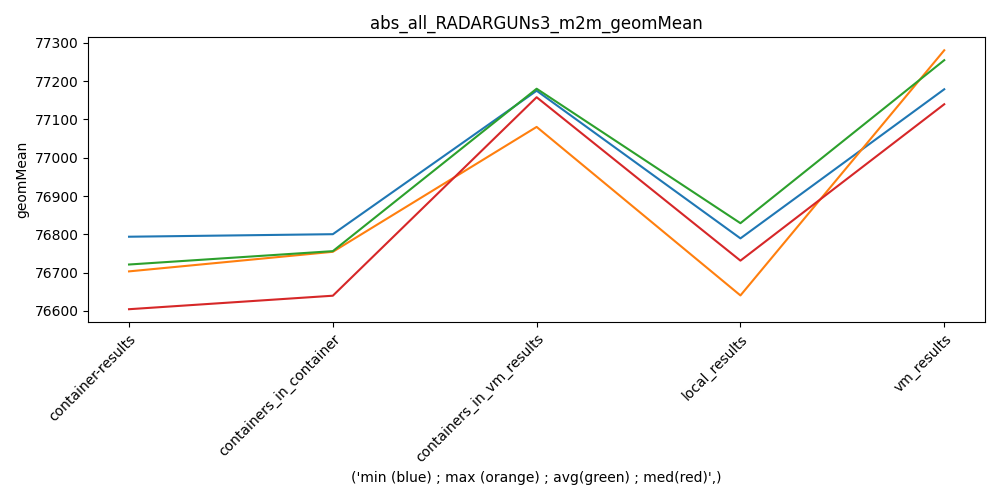 abs_all_RADARGUNs3_m2m_geomMean
77300
77200
77100
77000
76900
76800
76700
76600
geomMean
container-results
containers_in_container
containers_in_vm_results
local_results
vm_results
('min (blue) ; max (orange) ; avg(green) ; med(red)',)